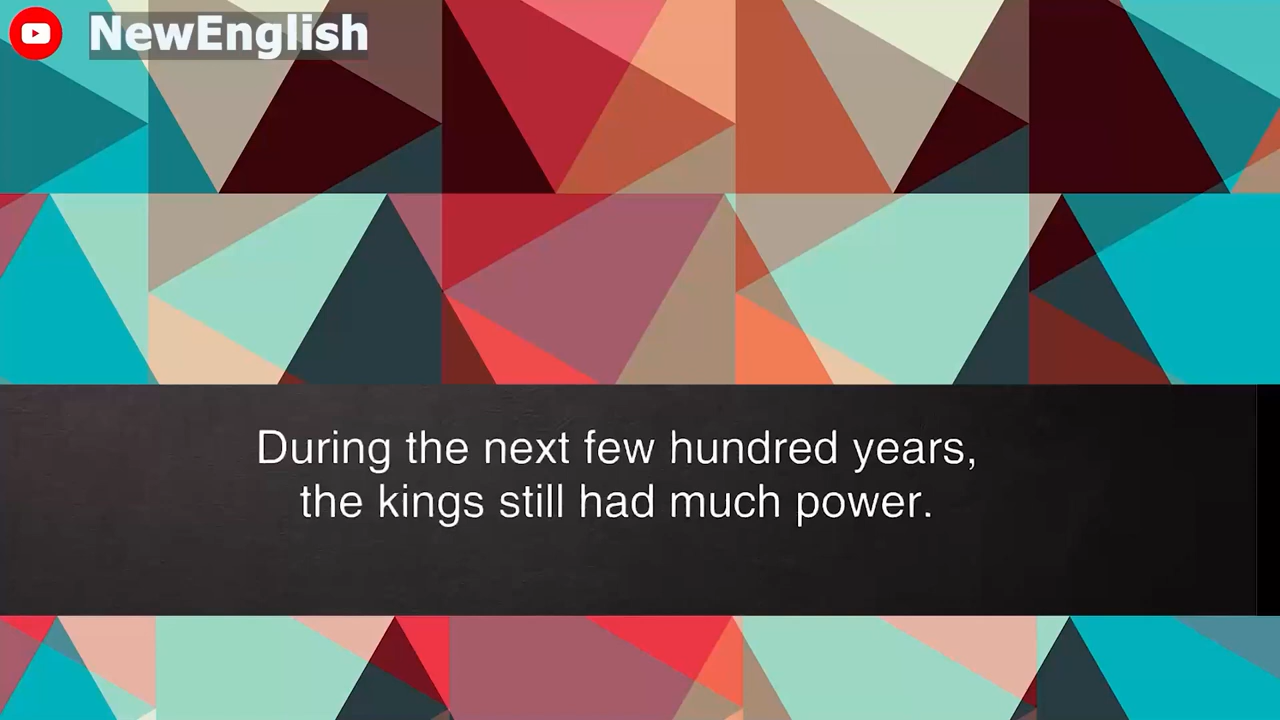 NewEnglish
During the next few hundred years,
the kings still had much power.